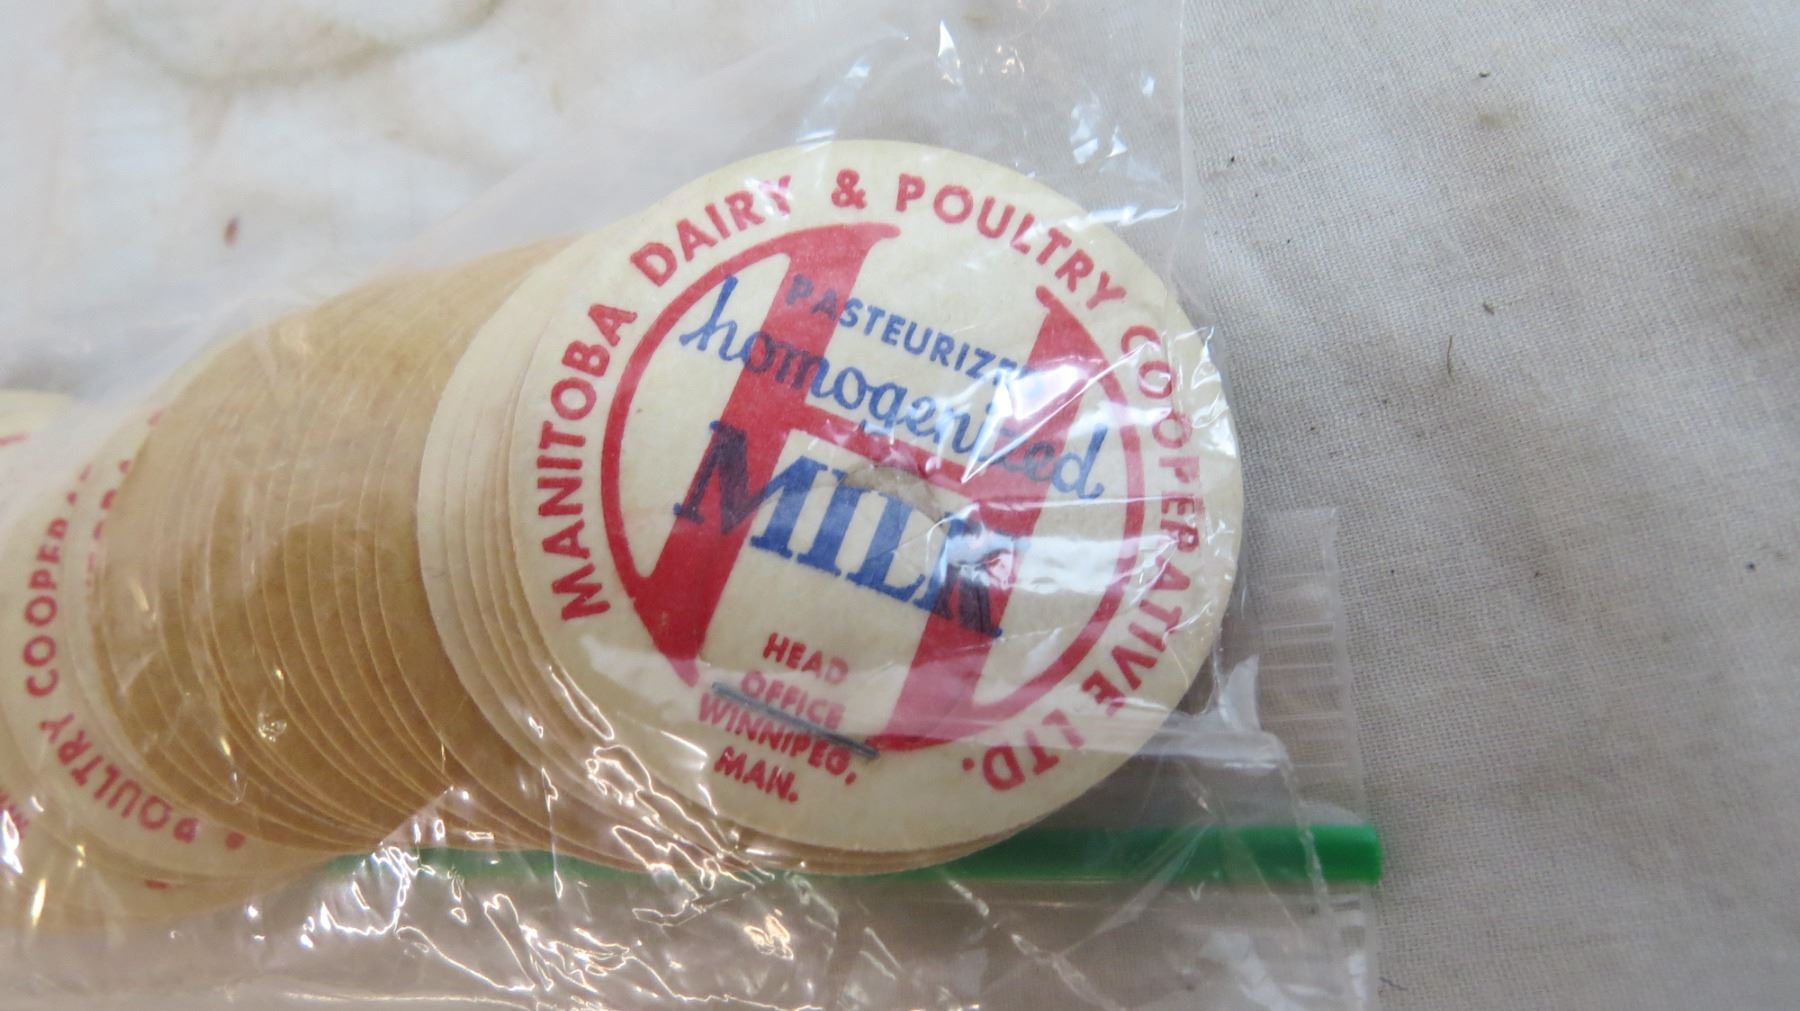 MANITOBA DAIRY & POULTRY COOPERATIVE LTD.
H
PASTEURIZED
homogenized
MILK
HEAD
OFFICE
WINNIPEG,
MAN.
& POULTRY COOPERA